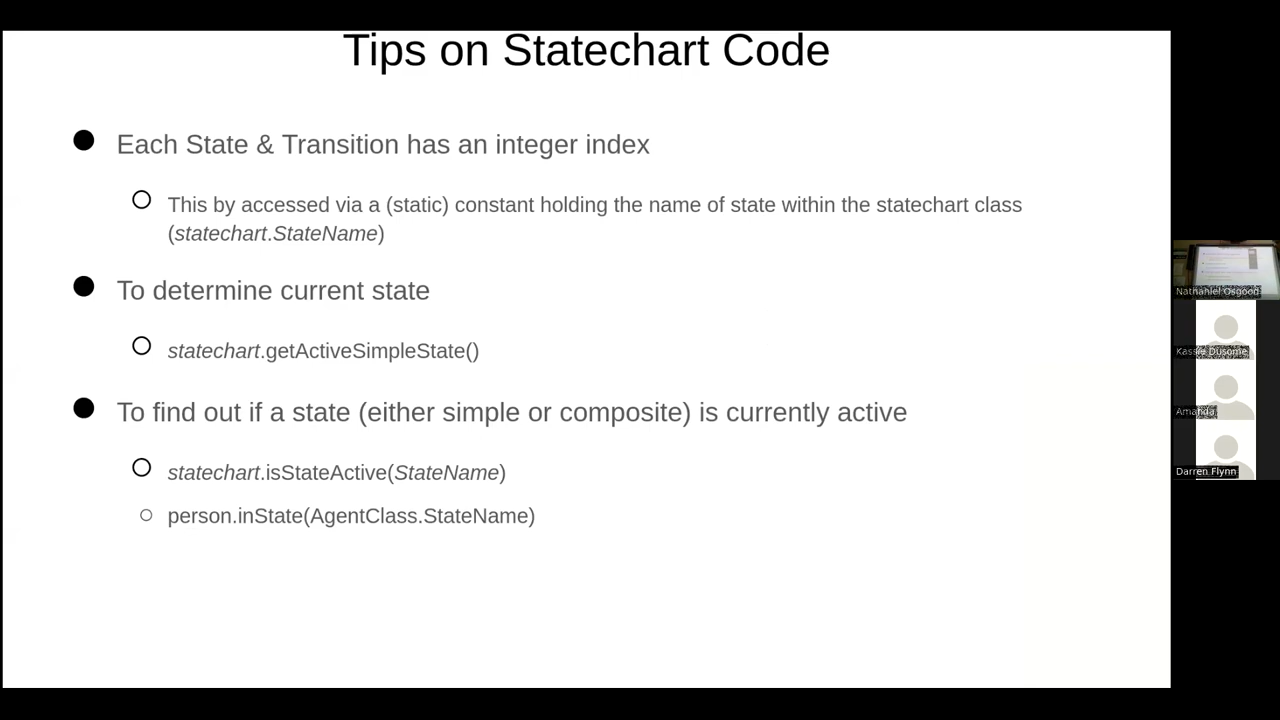 Tips on Statechart Code
Each State & Transition has an integer index
This by accessed via a (static) constant holding the name of state within the statechart class
(statechart.StateName)
To determine current state
statechart.getActiveSimpleState()
To find out if a state (either simple or composite) is currently active
statechart.isStateActive(StateName)
person.inState(AgentClass.StateName)
Nathaniel Osgood
Kassie Dusome
Amanda
Darren Flynn